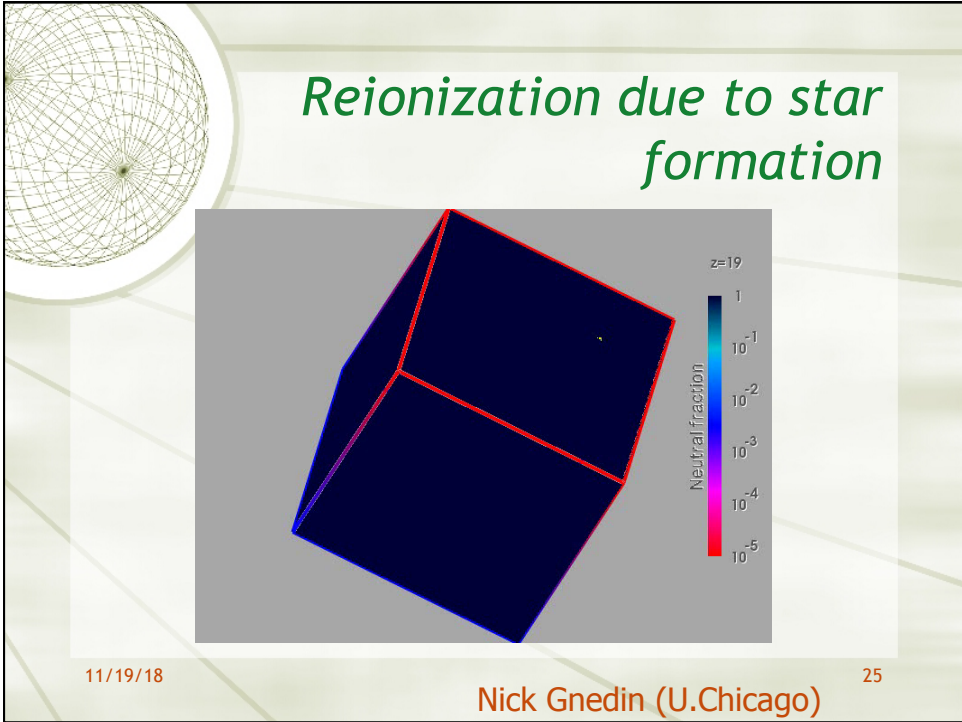 Reionization due to star
formation
z=19
1
10^-1
10^-2
10^-3
10^-4
10^-5
Neutral fraction
11/19/18
25
Nick Gnedin (U.Chicago)